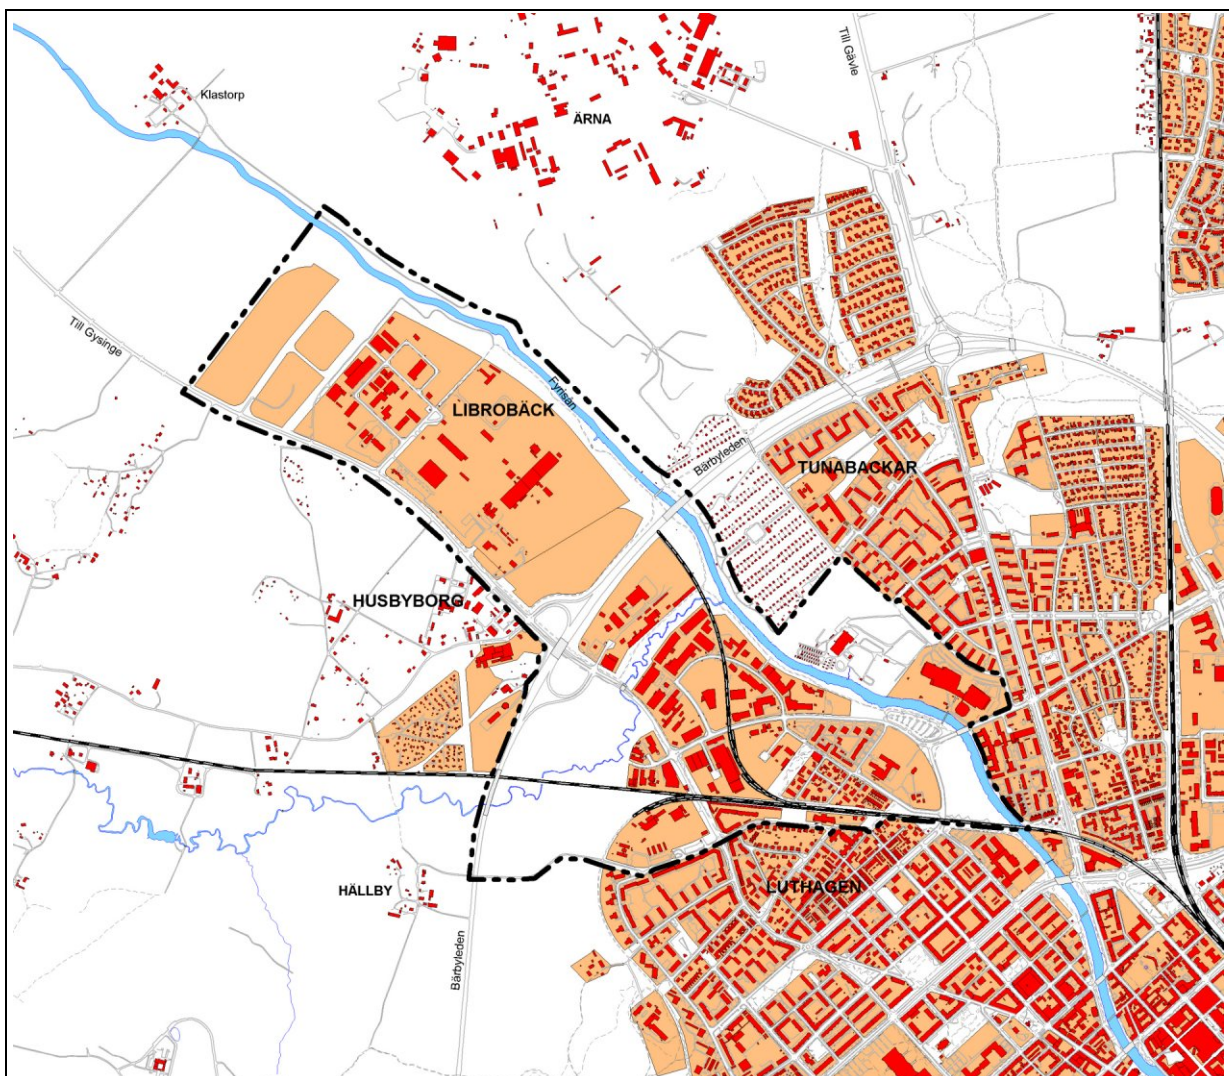 Till Gävle
Klastorp
ÄRNA
Till Gysinge
Fyrisån
LIBROBÄCK
Bärbyleden
TUNABACKAR
HUSBYBORG
HÄLLBY
LUTHAGEN
Bärbyleden